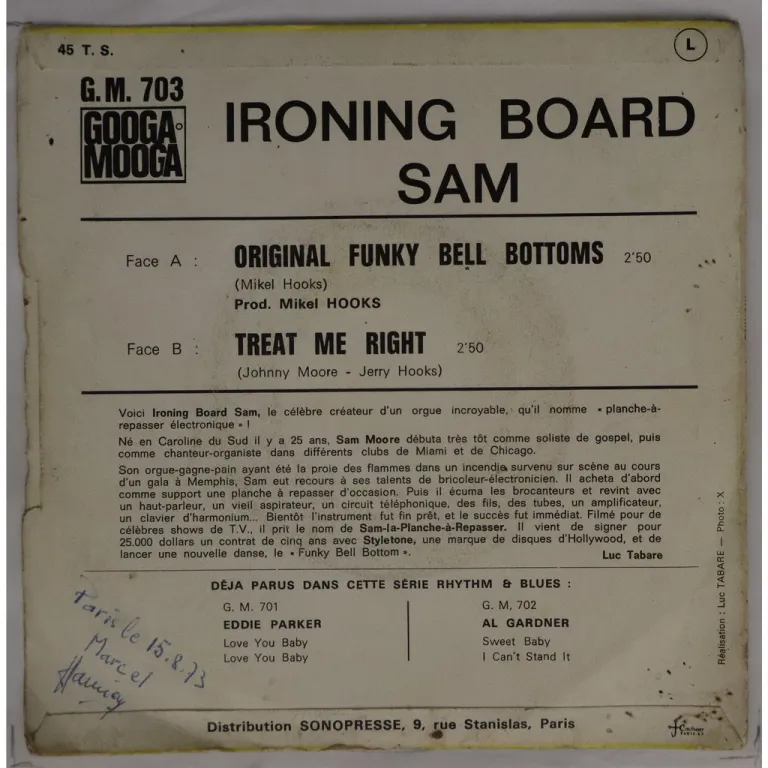 45 T. S.
L
G. M. 703
GOOGA
MOOGA
IRONING BOARD
SAM
Face A : ORIGINAL FUNKY BELL BOTTOMS 2'50
(Mikel Hooks)
Prod. Mikel HOOKS
Face B : TREAT ME RIGHT 2'50
(Johnny Moore - Jerry Hooks)
Voici Ironing Board Sam, le célèbre créateur d'un orgue incroyable, qu'il nomme « planche-à-
repasser électronique » !
Né en Caroline du Sud il y a 25 ans, Sam Moore débuta très tôt comme soliste de gospel, puis
comme chanteur-organiste dans différents clubs de Miami et de Chicago.
Son orgue-gagne-pain ayant été la proie des flammes dans un incendie survenu sur scène au cours
d'un gala à Memphis, Sam eut recours à ses talents de bricoleur-électronicien. Il acheta d'abord
comme support une planche à repasser d'occasion. Puis il écuma les brocanteurs et revint avec
un haut-parleur, un vieil aspirateur, un circuit téléphonique, des fils, des tubes, un amplificateur,
un clavier d'harmonium... Bientôt l'instrument fut fin prêt, et le succès fut immédiat. Filmé pour de
célèbres shows de T.V., il prit le nom de Sam-la-Planche-à-Repasser. Il vient de signer pour
25.000 dollars un contrat de cinq ans avec Styletone, une marque de disques d'Hollywood, et de
lancer une nouvelle danse, le « Funky Bell Bottom ».
Luc Tabare
DÉJA PARUS DANS CETTE SÉRIE RHYTHM & BLUES :
G. M. 701
EDDIE PARKER
Love You Baby
Love You Baby
G. M. 702
AL GARDNER
Sweet Baby
I Can't Stand It
Réalisation : Luc TABARE — Photo : X
Paris le 15.8.73
Marcel
Distribution SONOPRESSE, 9, rue Stanislas, Paris